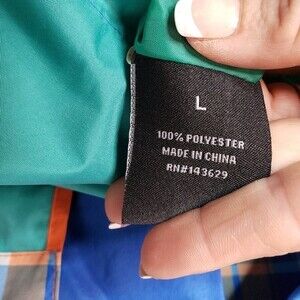 L
100% POLYESTER
MADE IN CHINA
RN#143629